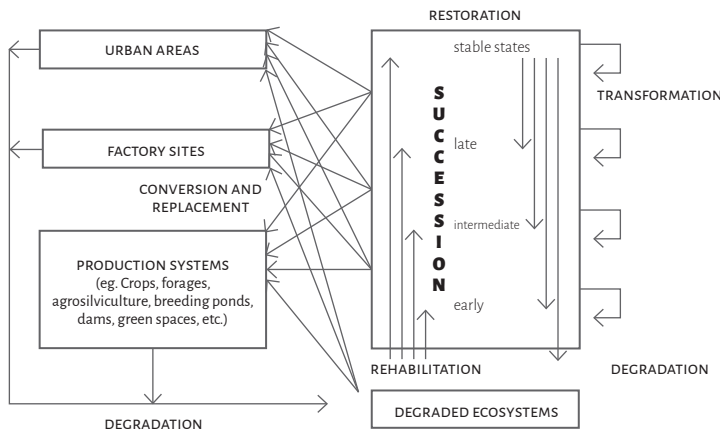 RESTORATION
URBAN AREAS
stable states
TRANSFORMATION
SUCCESSION
FACTORY SITES
late
CONVERSION AND
REPLACEMENT
intermediate
PRODUCTION SYSTEMS
(eg. Crops, forages,
agrosilviculture, breeding ponds,
dams, green spaces, etc.)
early
REHABILITATION
DEGRADATION
DEGRADED ECOSYSTEMS
DEGRADATION